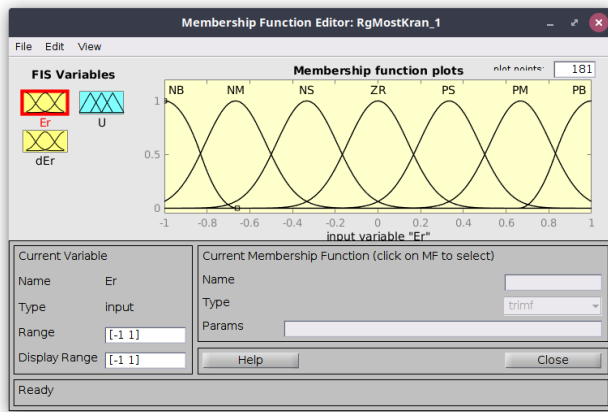 Membership Function Editor: RgMostKran_1
File Edit View
FIS Variables
Er
U
dEr
Membership function plots
plot points:
181
NB NM NS ZR PS PM PB
1
0.5
0
-1 -0.8 -0.6 -0.4 -0.2 0 0.2 0.4 0.6 0.8 1
input variable "Er"
Current Variable
Name Er
Type input
Range [-1 1]
Display Range [-1 1]
Current Membership Function (click on MF to select)
Name
Type trimf
Params
Help Close
Ready